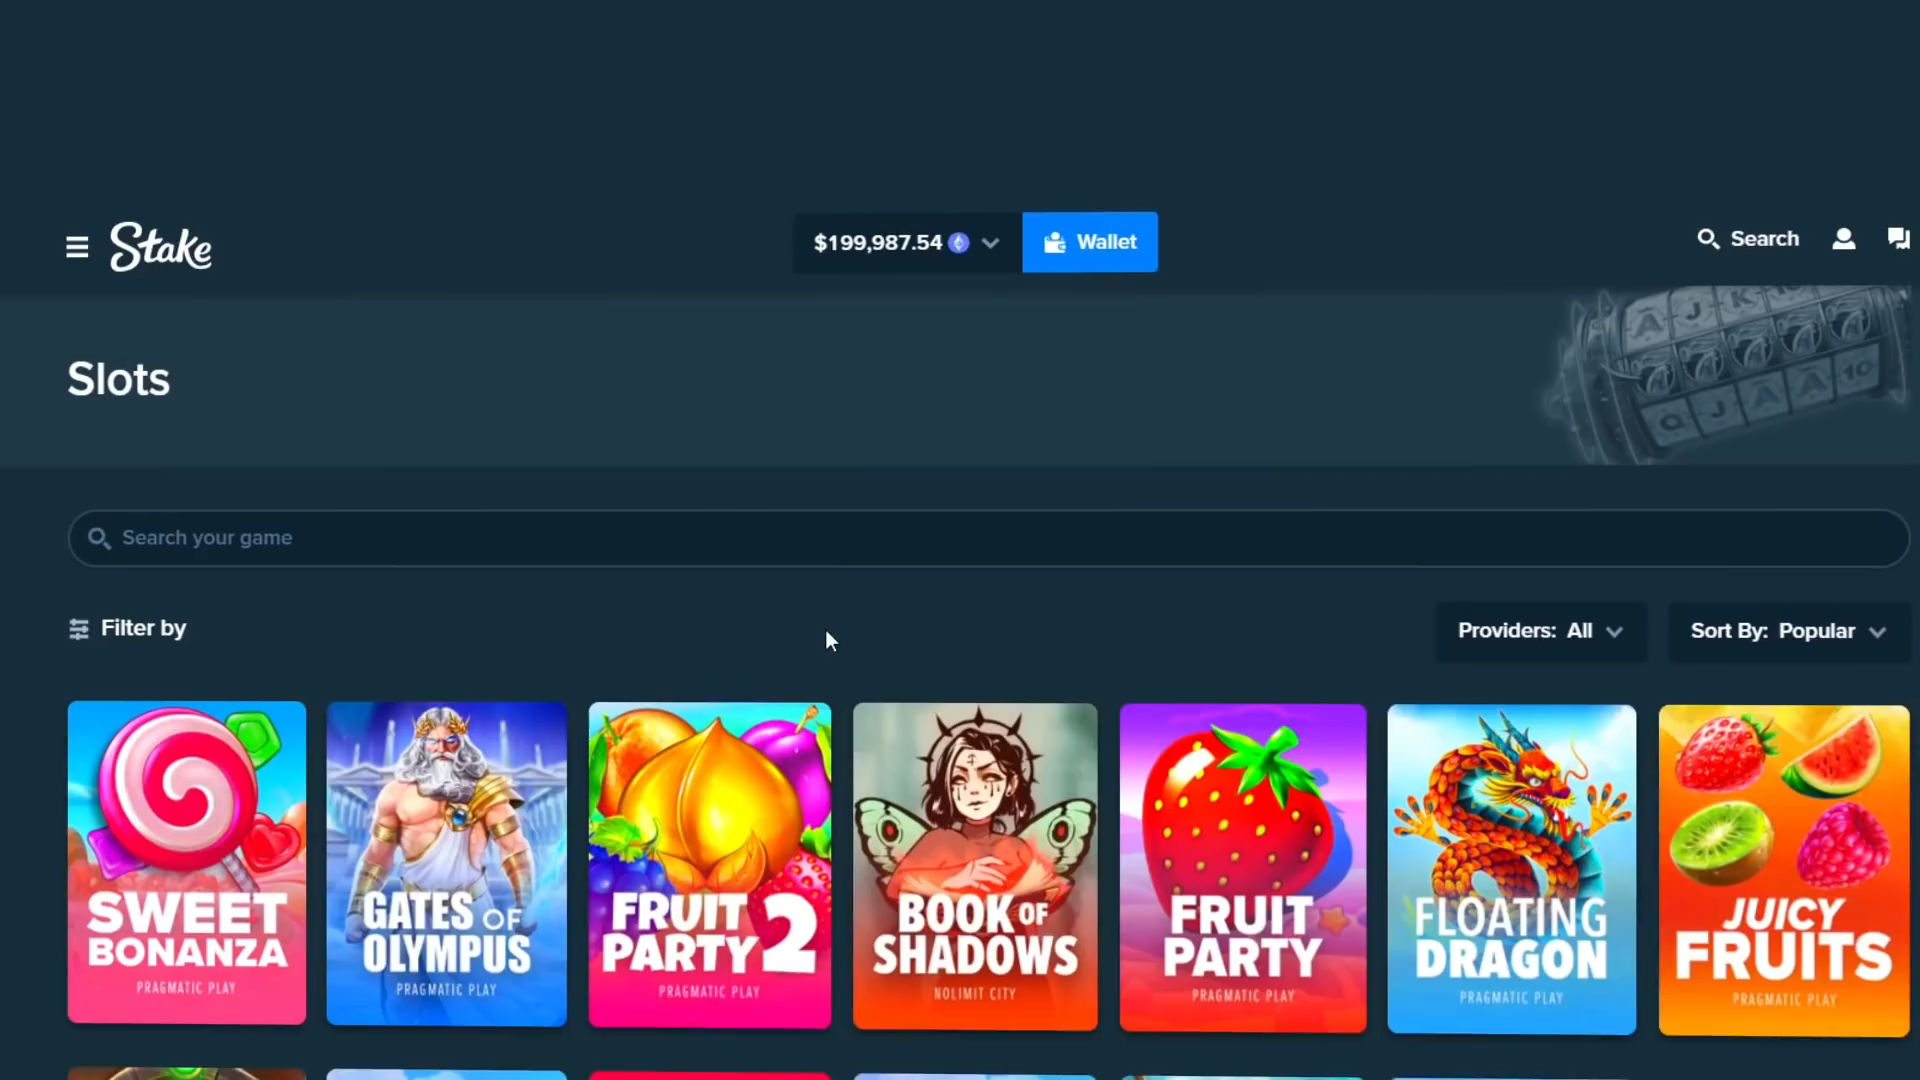 Stake
$199,987.54
Wallet
Search
Slots
Search your game
Filter by
Providers: All
Sort By: Popular
SWEET
BONANZA
PRAGMATIC PLAY
GATES OF
OLYMPUS
PRAGMATIC PLAY
FRUIT
PARTY 2
PRAGMATIC PLAY
BOOK OF
SHADOWS
NOLIMIT CITY
FRUIT
PARTY
PRAGMATIC PLAY
FLOATING
DRAGON
PRAGMATIC PLAY
JUICY
FRUITS
PRAGMATIC PLAY
A J K 10
Q J A A 10